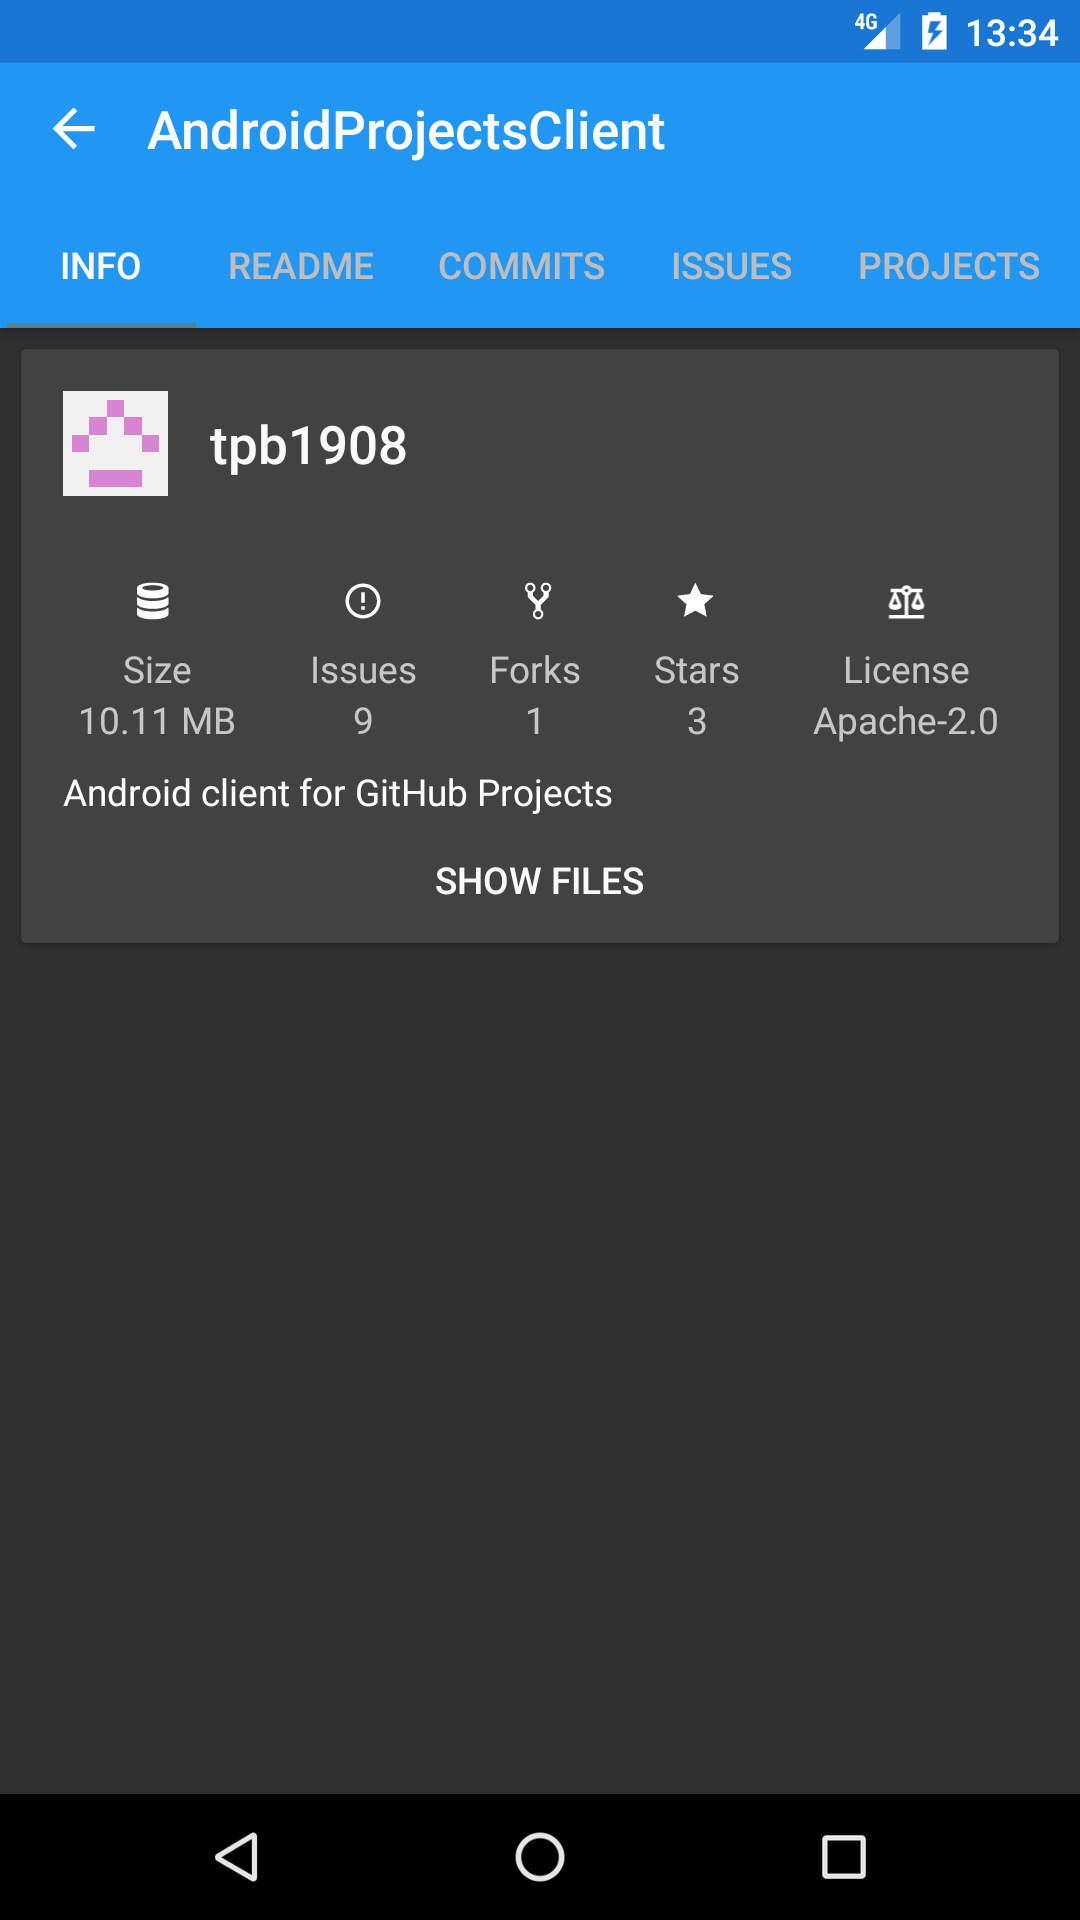 4G 13:34
AndroidProjectsClient
INFO README COMMITS ISSUES PROJECTS
tpb1908
Size Issues Forks Stars License
10.11 MB 9 1 3 Apache-2.0
Android client for GitHub Projects
SHOW FILES